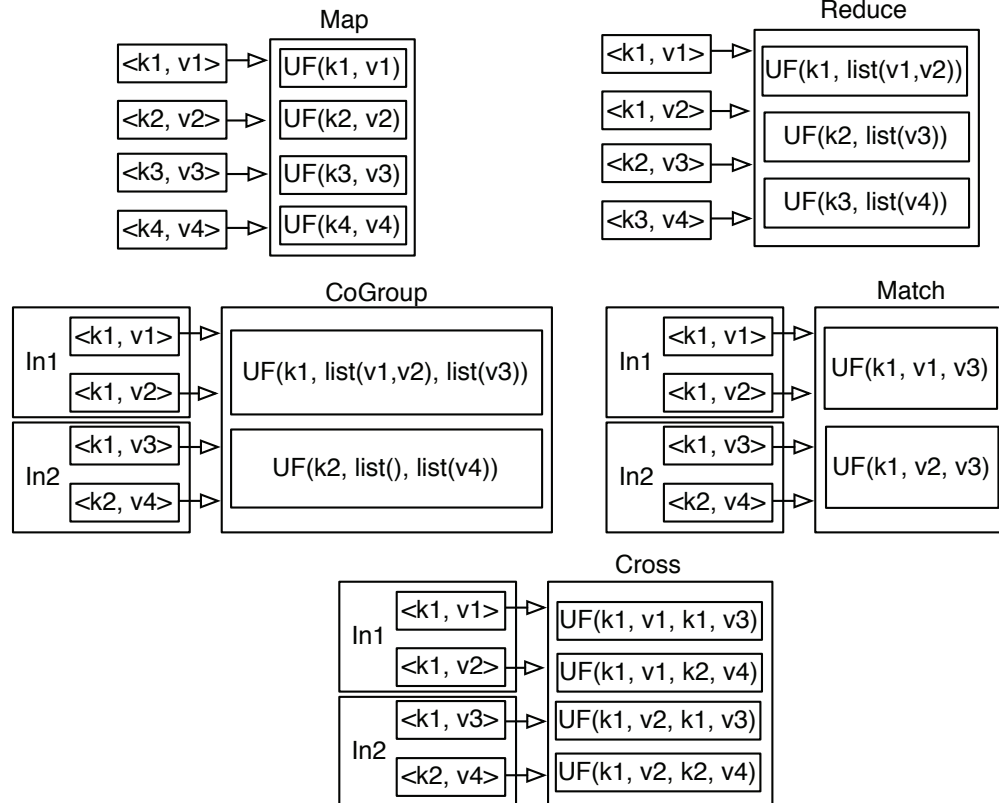 Map
<k1, v1>
UF(k1, v1)
<k2, v2>
UF(k2, v2)
<k3, v3>
UF(k3, v3)
<k4, v4>
UF(k4, v4)
Reduce
<k1, v1>
<k1, v2>
<k2, v3>
<k3, v4>
UF(k1, list(v1,v2))
UF(k2, list(v3))
UF(k3, list(v4))
CoGroup
In1
<k1, v1>
<k1, v2>
In2
<k1, v3>
<k2, v4>
UF(k1, list(v1,v2), list(v3))
UF(k2, list(), list(v4))
Match
In1
<k1, v1>
<k1, v2>
In2
<k1, v3>
<k2, v4>
UF(k1, v1, v3)
UF(k1, v2, v3)
Cross
In1
<k1, v1>
<k1, v2>
In2
<k1, v3>
<k2, v4>
UF(k1, v1, k1, v3)
UF(k1, v1, k2, v4)
UF(k1, v2, k1, v3)
UF(k1, v2, k2, v4)